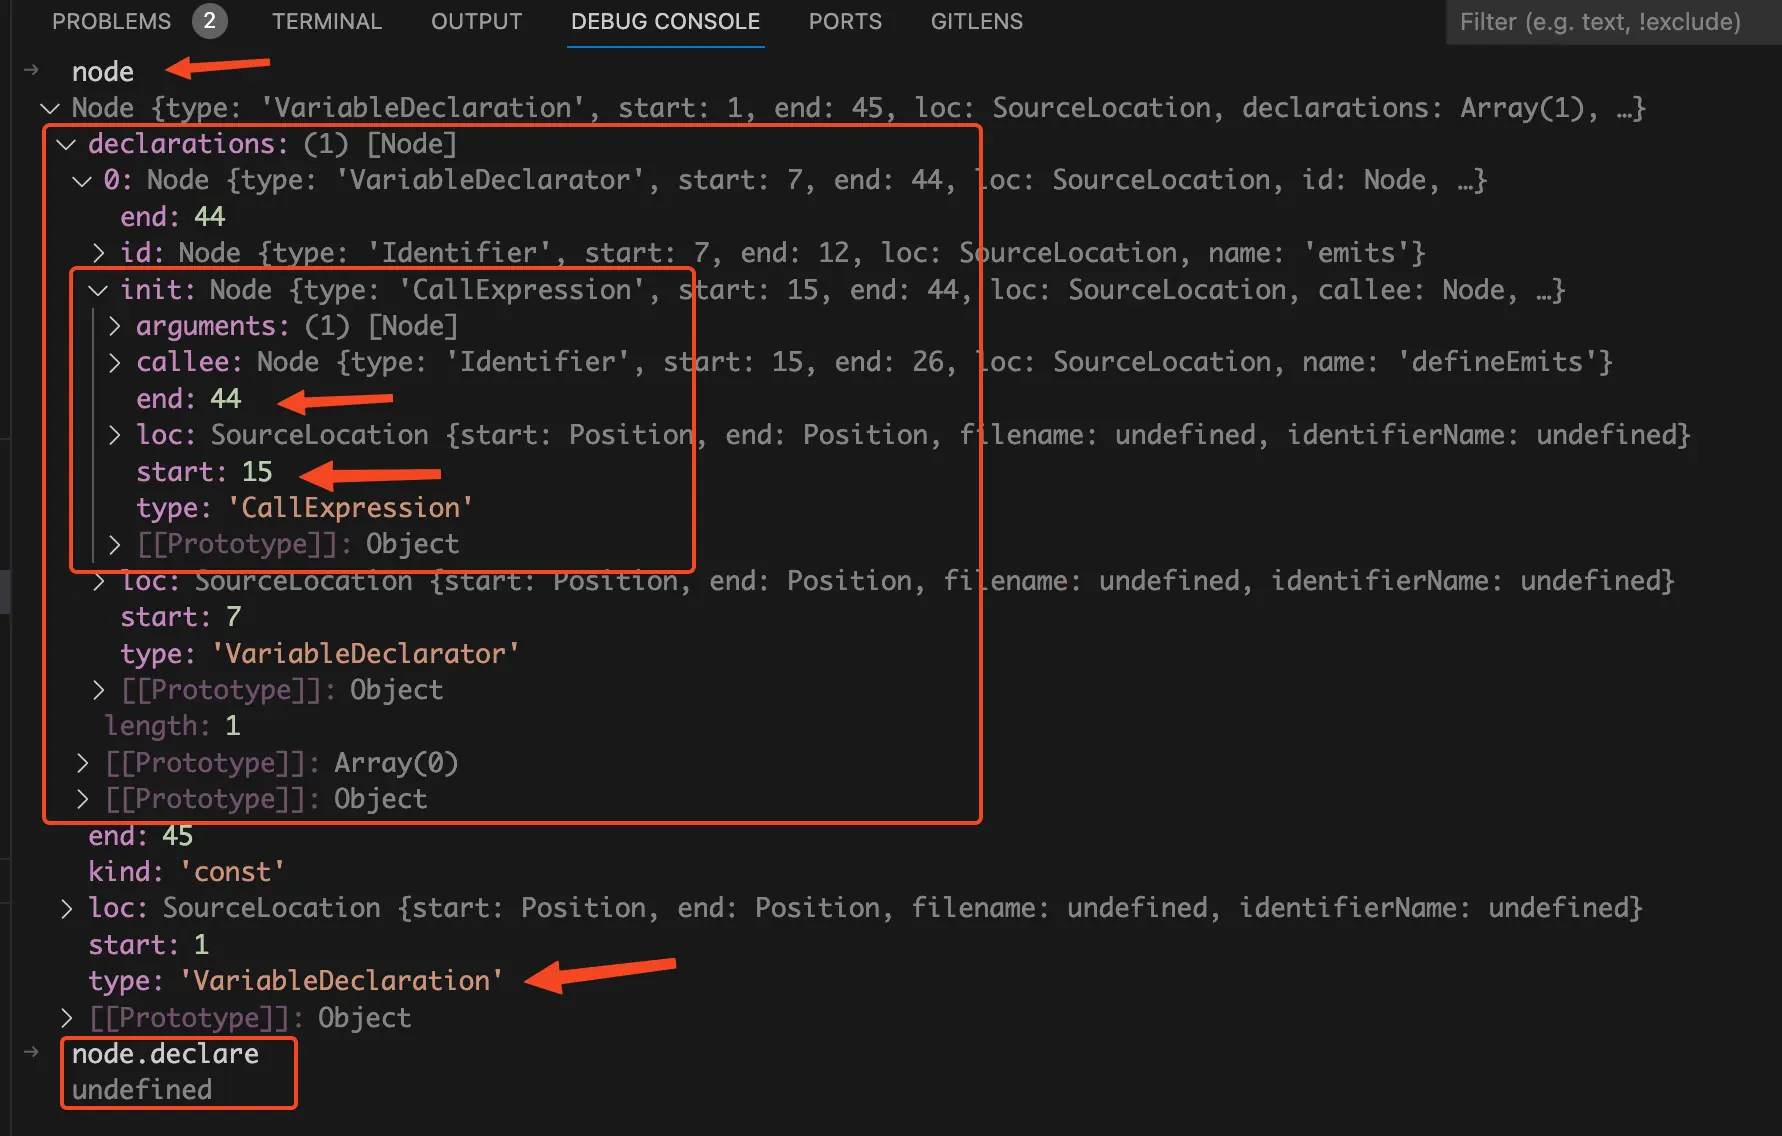 PROBLEMS 2 TERMINAL OUTPUT DEBUG CONSOLE PORTS GITLENS Filter (e.g. text, !exclude)
node
Node {type: 'VariableDeclaration', start: 1, end: 45, loc: SourceLocation, declarations: Array(1), …}
declarations: (1) [Node]
0: Node {type: 'VariableDeclarator', start: 7, end: 44, loc: SourceLocation, id: Node, …}
end: 44
id: Node {type: 'Identifier', start: 7, end: 12, loc: SourceLocation, name: 'emits'}
init: Node {type: 'CallExpression', start: 15, end: 44, loc: SourceLocation, callee: Node, …}
arguments: (1) [Node]
callee: Node {type: 'Identifier', start: 15, end: 26, loc: SourceLocation, name: 'defineEmits'}
end: 44
loc: SourceLocation {start: Position, end: Position, filename: undefined, identifierName: undefined}
start: 15
type: 'CallExpression'
[[Prototype]]: Object
loc: SourceLocation {start: Position, end: Position, filename: undefined, identifierName: undefined}
start: 7
type: 'VariableDeclarator'
[[Prototype]]: Object
length: 1
[[Prototype]]: Array(0)
[[Prototype]]: Object
end: 45
kind: 'const'
loc: SourceLocation {start: Position, end: Position, filename: undefined, identifierName: undefined}
start: 1
type: 'VariableDeclaration'
[[Prototype]]: Object
node.declare
undefined